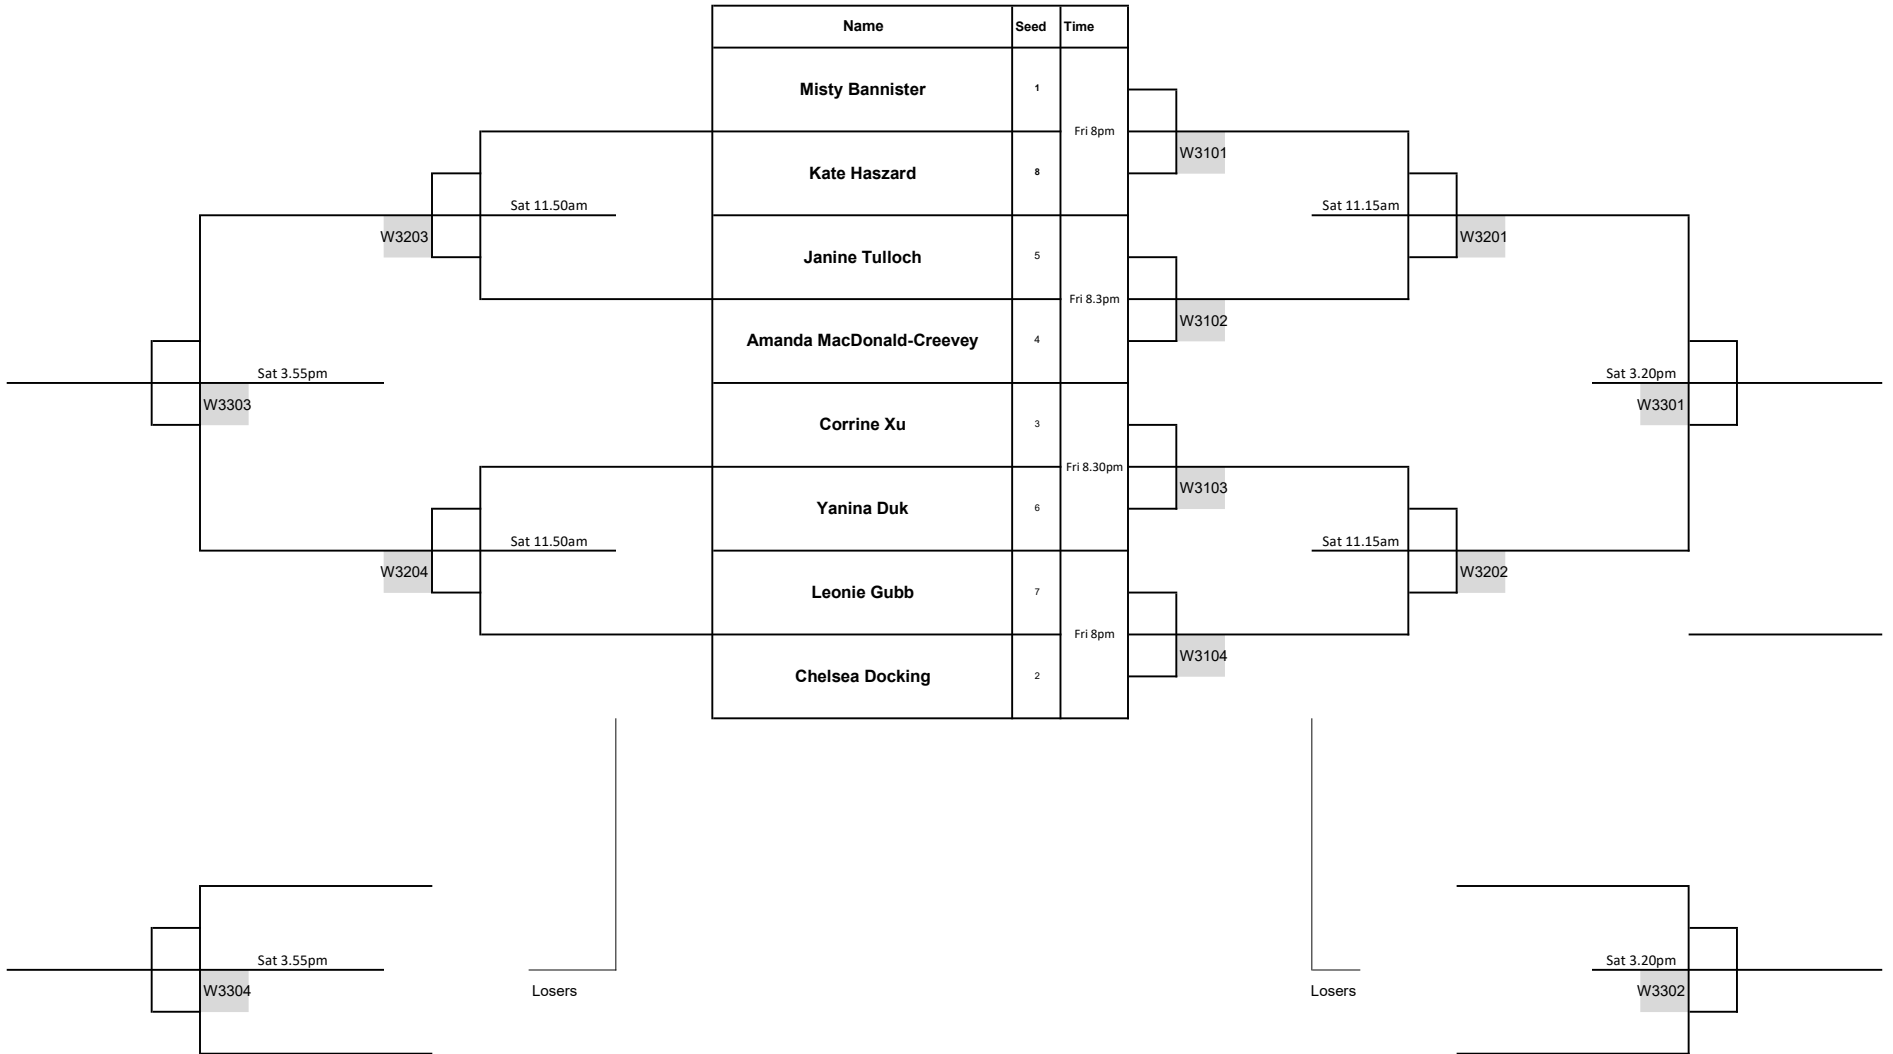 Name Seed Time
Misty Bannister 1
Fri 8pm
W3101
Kate Haszard 8
Sat 11.50am
Sat 11.15am
W3203
Janine Tulloch 5
W3201
Fri 8.3pm
W3102
Amanda MacDonald-Creevey 4
Sat 3.55pm
Sat 3.20pm
W3303
W3301
Corrine Xu 3
Fri 8.30pm
W3103
Yanina Duk 6
Sat 11.50am
Sat 11.15am
W3204
Leonie Gubb 7
W3202
Fri 8pm
W3104
Chelsea Docking 2
Sat 3.55pm
Sat 3.20pm
W3304
Losers
Losers
W3302